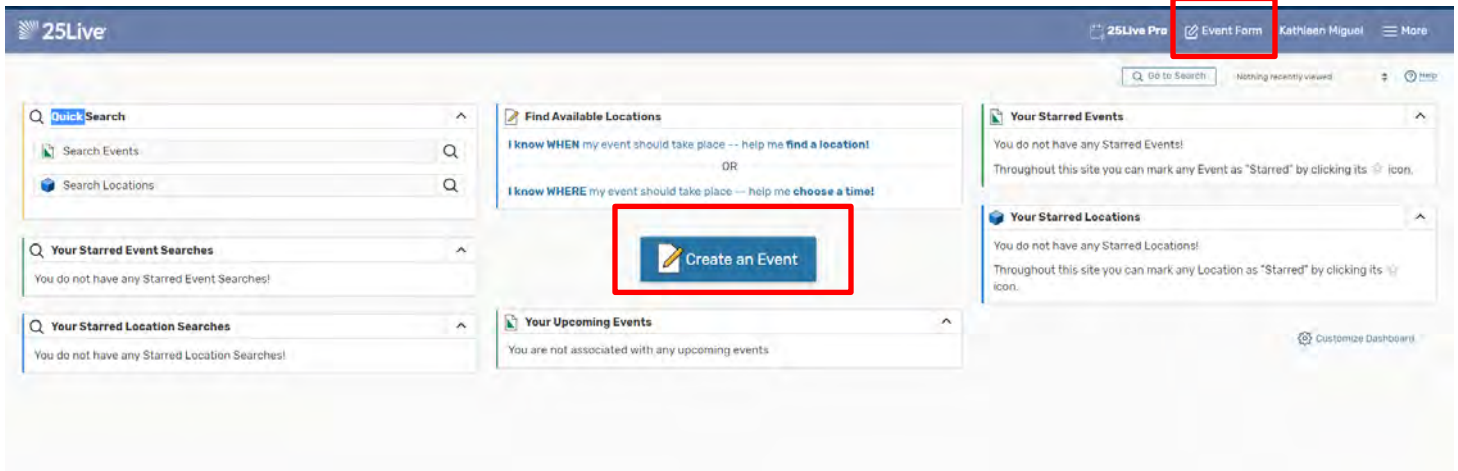 25Live
25Live Pro Event Form Kathleen Miguel More
Go to Search Nothing recently viewed Help
Quick Search
Search Events
Search Locations
Your Starred Event Searches
You do not have any Starred Event Searches!
Your Starred Location Searches
You do not have any Starred Location Searches!
Find Available Locations
I know WHEN my event should take place -- help me find a location!
OR
I know WHERE my event should take place -- help me choose a time!
Create an Event
Your Upcoming Events
You are not associated with any upcoming events
Your Starred Events
You do not have any Starred Events!
Throughout this site you can mark any Event as "Starred" by clicking its icon.
Your Starred Locations
You do not have any Starred Locations!
Throughout this site you can mark any Location as "Starred" by clicking its
icon.
Customize Dashboard